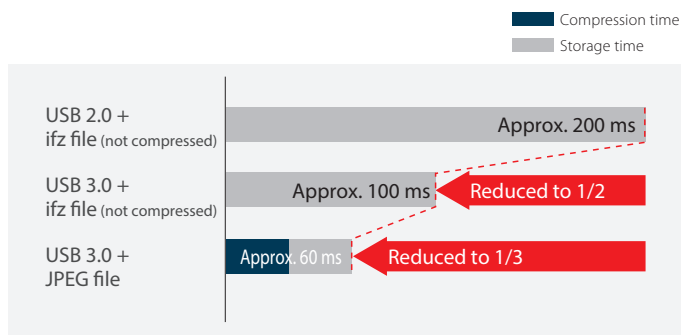 Compression time
Storage time
USB 2.0 +
ifz file (not compressed)
Approx. 200 ms
USB 3.0 +
ifz file (not compressed)
Approx. 100 ms
Reduced to 1/2
USB 3.0 +
JPEG file
Approx. 60 ms
Reduced to 1/3